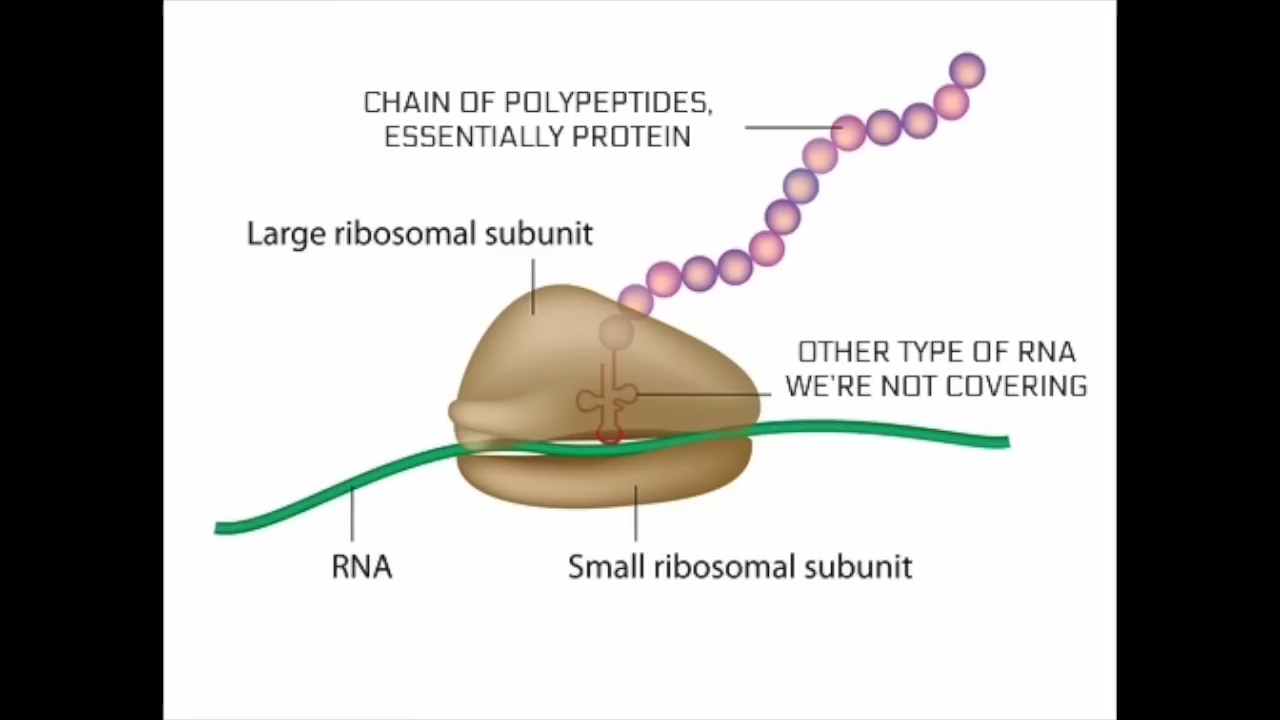 CHAIN OF POLYPEPTIDES,
ESSENTIALLY PROTEIN
Large ribosomal subunit
OTHER TYPE OF RNA
WE'RE NOT COVERING
RNA
Small ribosomal subunit